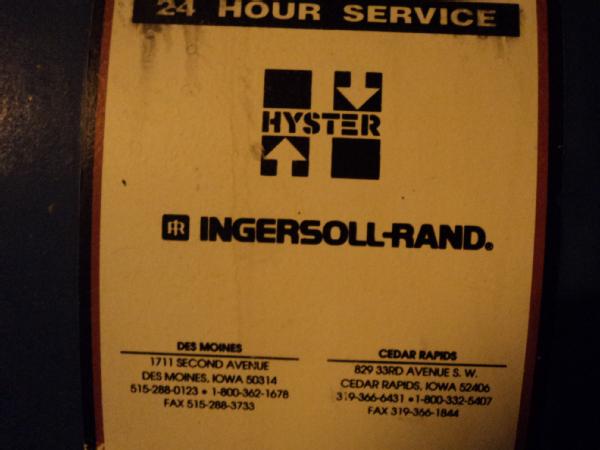 24 HOUR SERVICE
HYSTER
IR INGERSOLL-RAND®
DES MOINES
1711 SECOND AVENUE
DES MOINES, IOWA 50314
515-288-0123 • 1-800-362-1678
FAX 515-288-3733
CEDAR RAPIDS
829 33RD AVENUE S. W.
CEDAR RAPIDS, IOWA 52406
319-366-6431 • 1-800-332-5407
FAX 319-366-1844